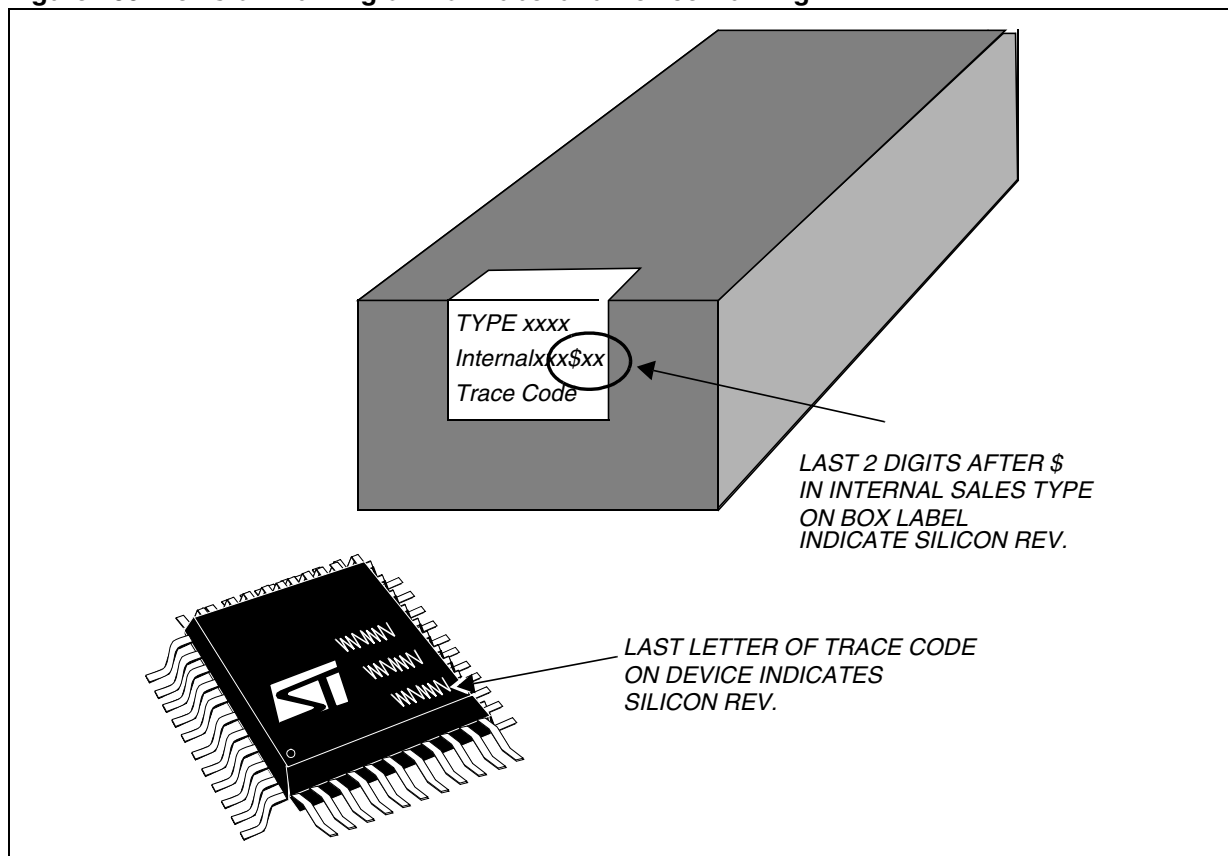 TYPE xxxx
Internalxxx$xx
Trace Code
LAST 2 DIGITS AFTER $
IN INTERNAL SALES TYPE
ON BOX LABEL
INDICATE SILICON REV.
LAST LETTER OF TRACE CODE
ON DEVICE INDICATES
SILICON REV.
ST